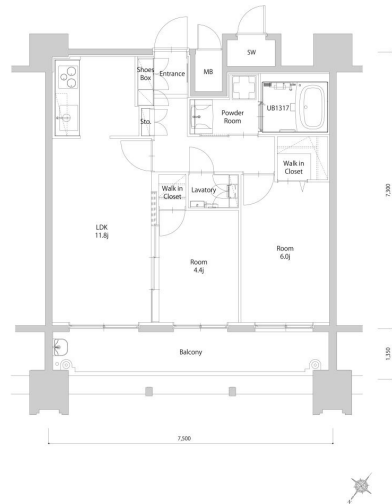 SW
Shoes
Box
Entrance
MB
UB1317
Sto.
Powder
Room
Walk in
Closet
7,300
Walk in
Closet
Lavatory
LDK
11.8j
Room
4.4j
Room
6.0j
Balcony
1,350
7,500